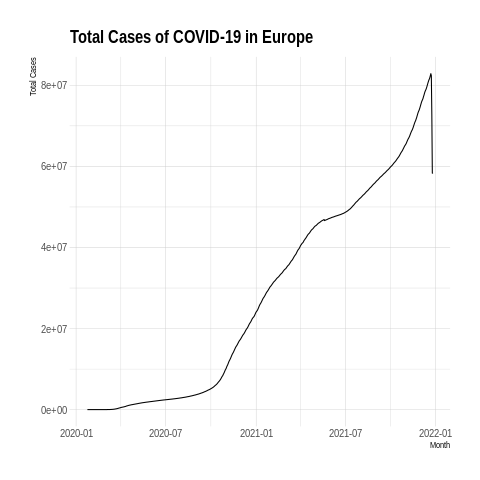 Total Cases of COVID-19 in Europe
Total Cases
8e+07
6e+07
4e+07
2e+07
0e+00
2020-01 2020-07 2021-01 2021-07 2022-01
Month